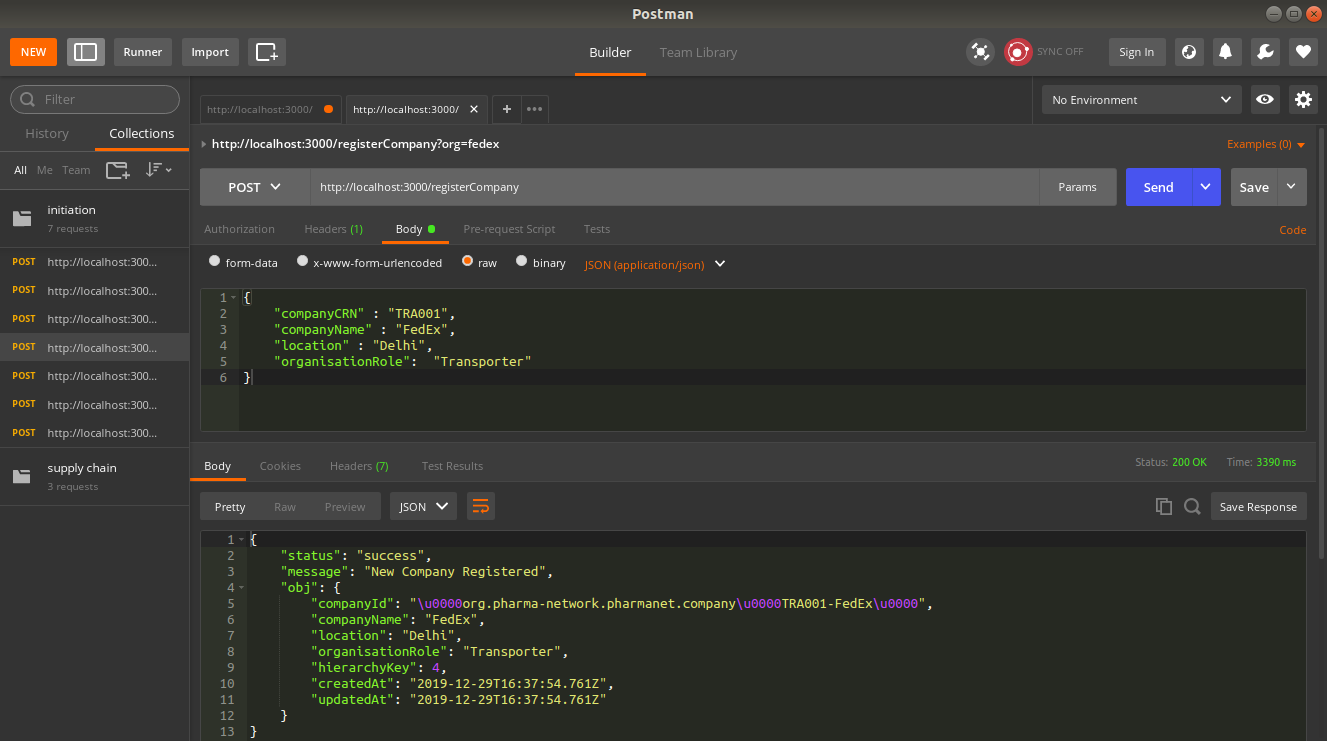 Postman
NEW
Runner
Import
Builder
Team Library
SYNC OFF
Sign In
Filter
http://localhost:3000/
http://localhost:3000/
No Environment
History
Collections
http://localhost:3000/registerCompany?org=fedex
Examples (0)
All Me Team
POST
http://localhost:3000/registerCompany
Params
Send
Save
initiation
7 requests
Authorization
Headers (1)
Body
Pre-request Script
Tests
Code
POST http://localhost:300...
POST http://localhost:300...
POST http://localhost:300...
POST http://localhost:300...
POST http://localhost:300...
POST http://localhost:300...
POST http://localhost:300...
form-data
x-www-form-urlencoded
raw
binary
JSON (application/json)
1 {
2 "companyCRN" : "TRA001",
3 "companyName" : "FedEx",
4 "location" : "Delhi",
5 "organisationRole": "Transporter"
6 }
supply chain
3 requests
Body
Cookies
Headers (7)
Test Results
Status: 200 OK
Time: 3390 ms
Pretty
Raw
Preview
JSON
Save Response
1 {
2 "status": "success",
3 "message": "New Company Registered",
4 "obj": {
5 "companyId": "\u0000org.pharma-network.pharmanet.company\u0000TRA001-FedEx\u0000",
6 "companyName": "FedEx",
7 "location": "Delhi",
8 "organisationRole": "Transporter",
9 "hierarchyKey": 4,
10 "createdAt": "2019-12-29T16:37:54.761Z",
11 "updatedAt": "2019-12-29T16:37:54.761Z"
12 }
13 }